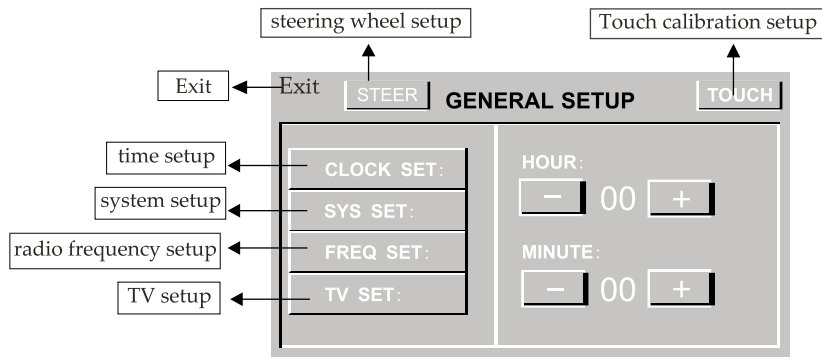 steering wheel setup
Touch calibration setup
Exit
Exit
STEER
GENERAL SETUP
TOUCH
time setup
CLOCK SET:
HOUR:
− 00 +
system setup
SYS SET:
radio frequency setup
FREQ SET:
MINUTE:
− 00 +
TV setup
TV SET: